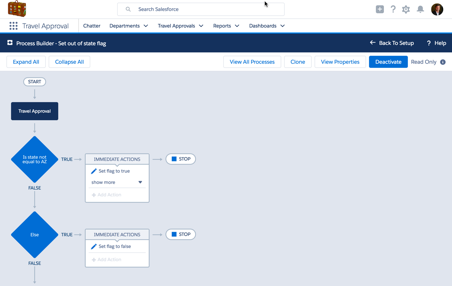 Search Salesforce
Travel Approval
Chatter
Departments
Travel Approvals
Reports
Dashboards
Process Builder - Set out of state flag
Back To Setup
? Help
Expand All
Collapse All
View All Processes
Clone
View Properties
Deactivate
Read Only
START
Travel Approval
Is state not
equal to AZ
TRUE
IMMEDIATE ACTIONS
Set flag to true
show more
+ Add Action
STOP
FALSE
Else
TRUE
IMMEDIATE ACTIONS
Set flag to false
+ Add Action
STOP
FALSE